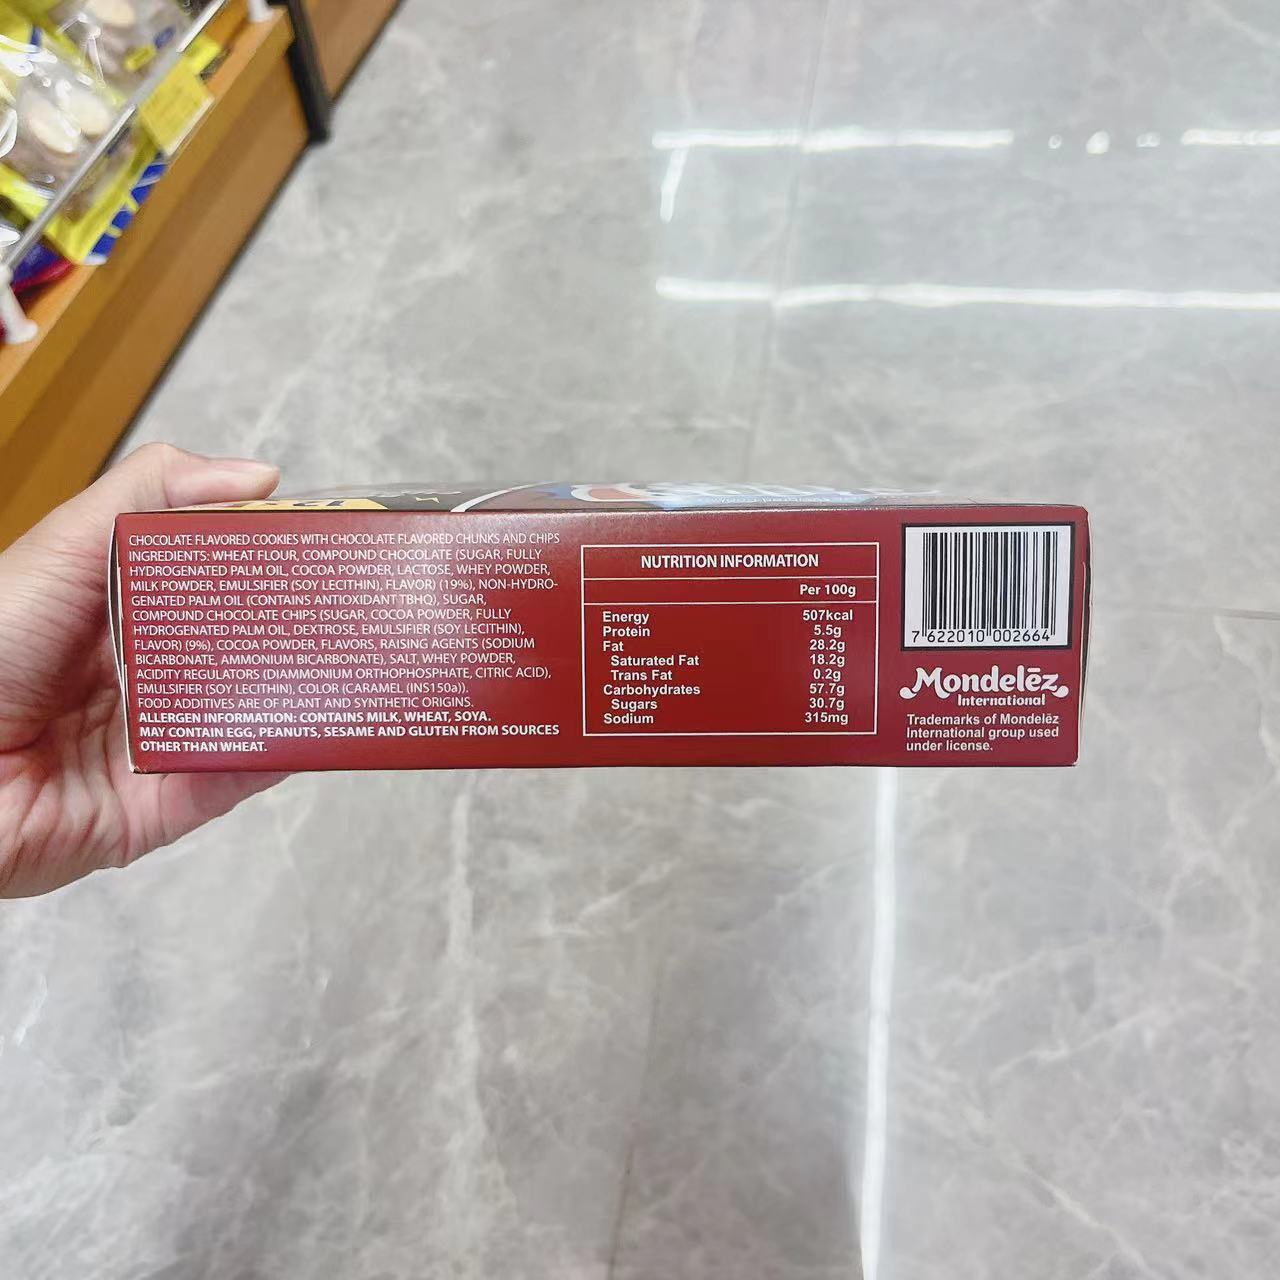 CHOCOLATE FLAVORED COOKIES WITH CHOCOLATE FLAVORED CHUNKS AND CHIPS
INGREDIENTS: WHEAT FLOUR, COMPOUND CHOCOLATE (SUGAR, FULLY
HYDROGENATED PALM OIL, COCOA POWDER, LACTOSE, WHEY POWDER,
MILK POWDER, EMULSIFIER (SOY LECITHIN), FLAVOR) (19%), NON-HYDRO-
GENATED PALM OIL (CONTAINS ANTIOXIDANT TBHQ), SUGAR,
COMPOUND CHOCOLATE CHIPS (SUGAR, COCOA POWDER, FULLY
HYDROGENATED PALM OIL, DEXTROSE, EMULSIFIER (SOY LECITHIN),
FLAVOR) (9%), COCOA POWDER, FLAVORS, RAISING AGENTS (SODIUM
BICARBONATE, AMMONIUM BICARBONATE), SALT, WHEY POWDER,
ACIDITY REGULATORS (DIAMMONIUM ORTHOPHOSPHATE, CITRIC ACID),
EMULSIFIER (SOY LECITHIN), COLOR (CARAMEL (INS150a)).
FOOD ADDITIVES ARE OF PLANT AND SYNTHETIC ORIGINS.
ALLERGEN INFORMATION: CONTAINS MILK, WHEAT, SOYA.
MAY CONTAIN EGG, PEANUTS, SESAME AND GLUTEN FROM SOURCES
OTHER THAN WHEAT.
NUTRITION INFORMATION
Per 100g
Energy 507kcal
Protein 5.5g
Fat 28.2g
Saturated Fat 18.2g
Trans Fat 0.2g
Carbohydrates 57.7g
Sugars 30.7g
Sodium 315mg
7 622010 002664
Mondelēz
International
Trademarks of Mondelēz
International group used
under license.